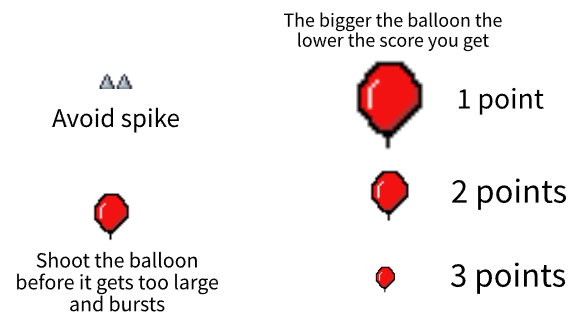 The bigger the balloon the
lower the score you get
Avoid spike
1 point
2 points
Shoot the balloon
before it gets too large
and bursts
3 points